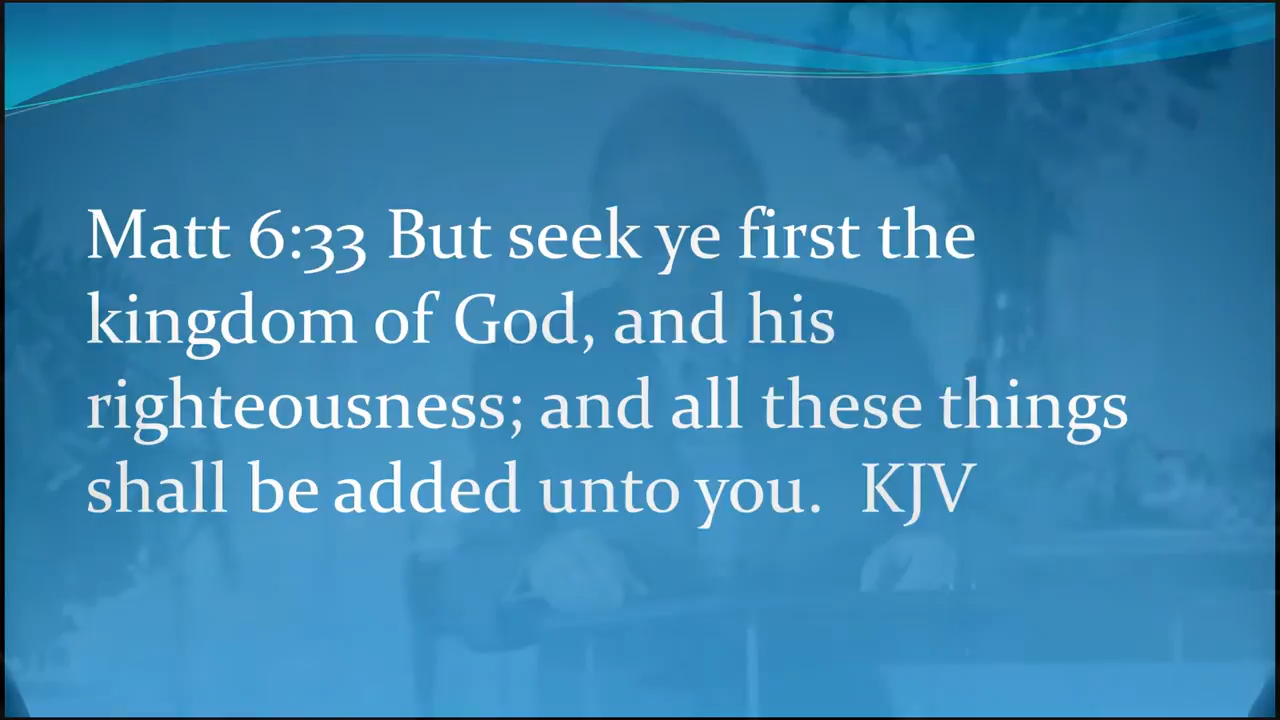 Matt 6:33 But seek ye first the
kingdom of God, and his
righteousness; and all these things
shall be added unto you.  KJV